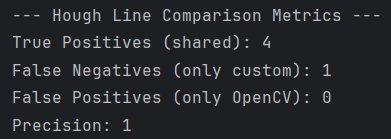 --- Hough Line Comparison Metrics ---
True Positives (shared): 4
False Negatives (only custom): 1
False Positives (only OpenCV): 0
Precision: 1